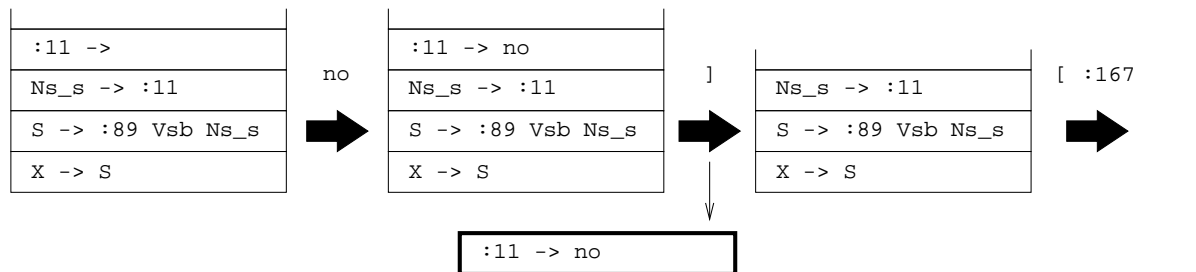 :11 ->
Ns_s -> :11
S -> :89 Vsb Ns_s
X -> S
no
:11 -> no
Ns_s -> :11
S -> :89 Vsb Ns_s
X -> S
]
Ns_s -> :11
S -> :89 Vsb Ns_s
X -> S
[ :167
:11 -> no